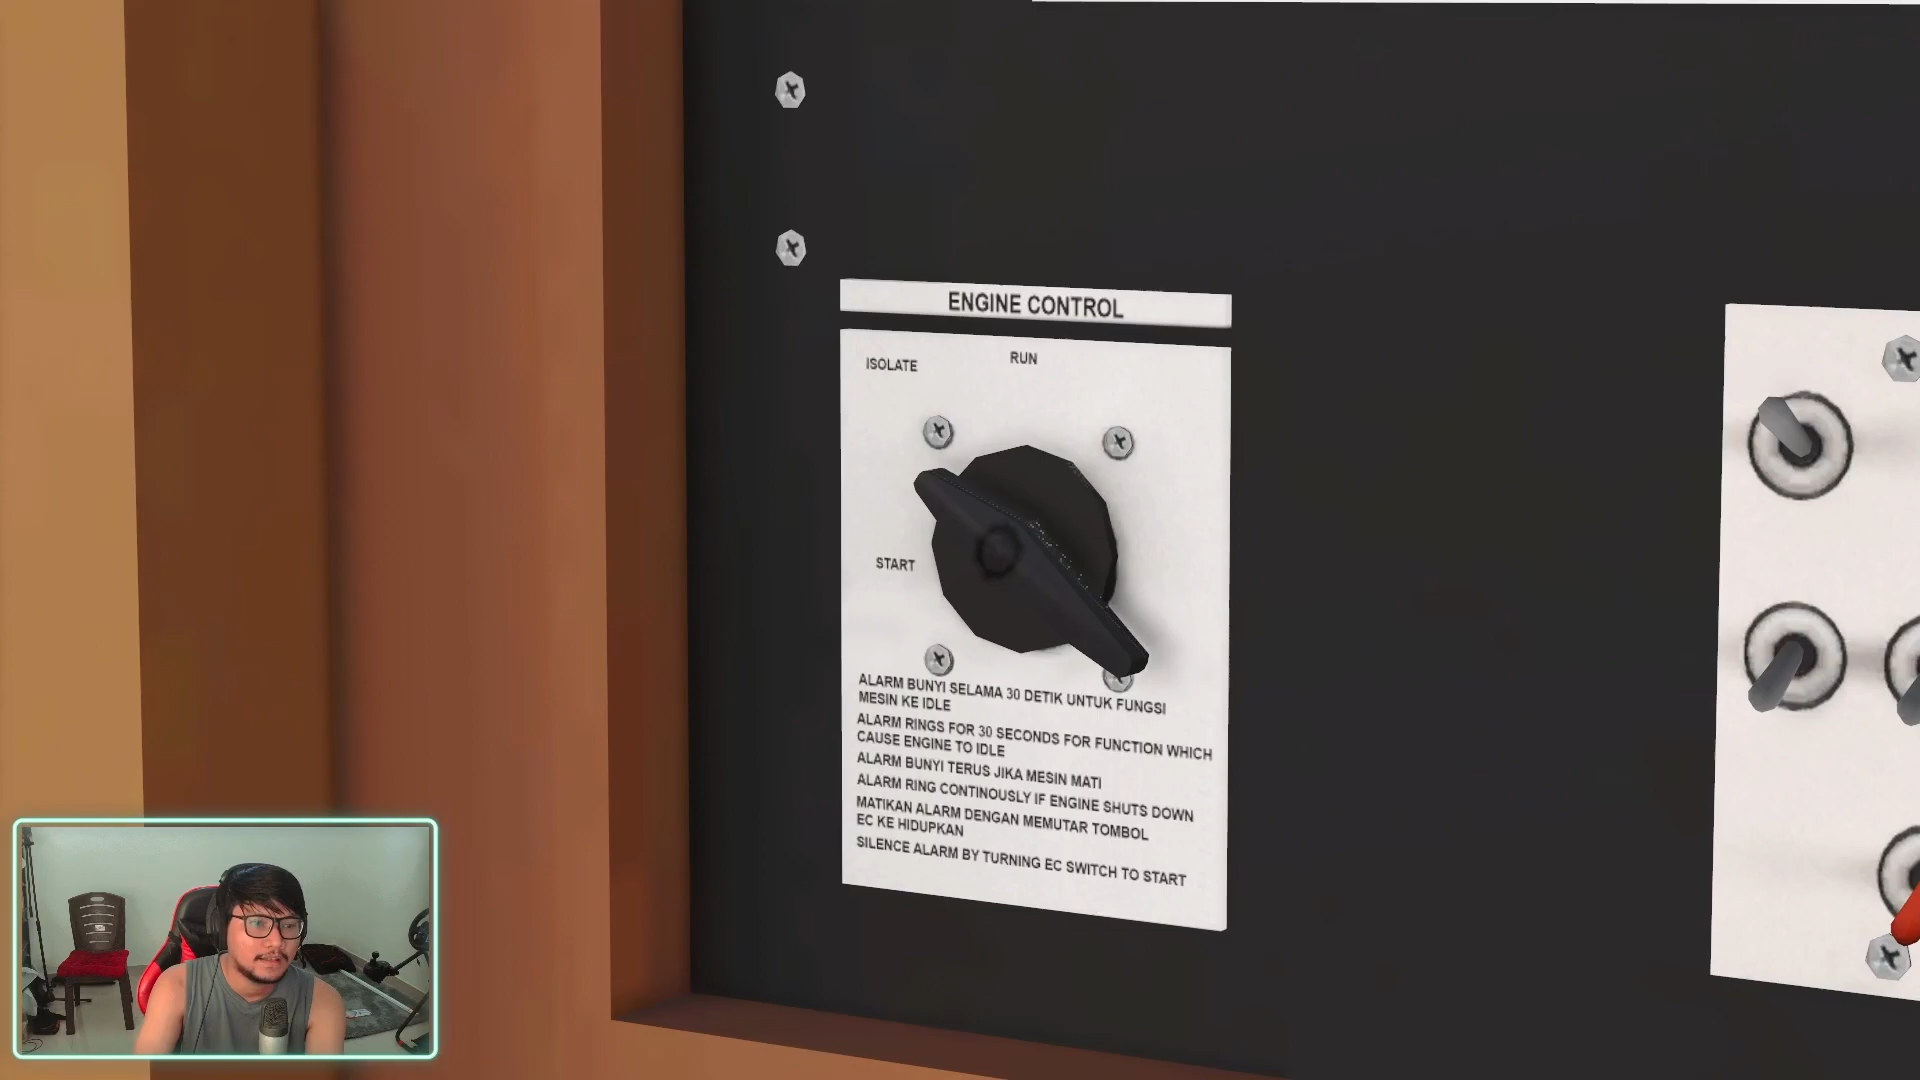 ENGINE CONTROL
ISOLATE
RUN
START
ALARM BUNYI SELAMA 30 DETIK UNTUK FUNGSI
MESIN KE IDLE
ALARM RINGS FOR 30 SECONDS FOR FUNCTION WHICH
CAUSE ENGINE TO IDLE
ALARM BUNYI TERUS JIKA MESIN MATI
ALARM RING CONTINOUSLY IF ENGINE SHUTS DOWN
MATIKAN ALARM DENGAN MEMUTAR TOMBOL
EC KE HIDUPKAN
SILENCE ALARM BY TURNING EC SWITCH TO START